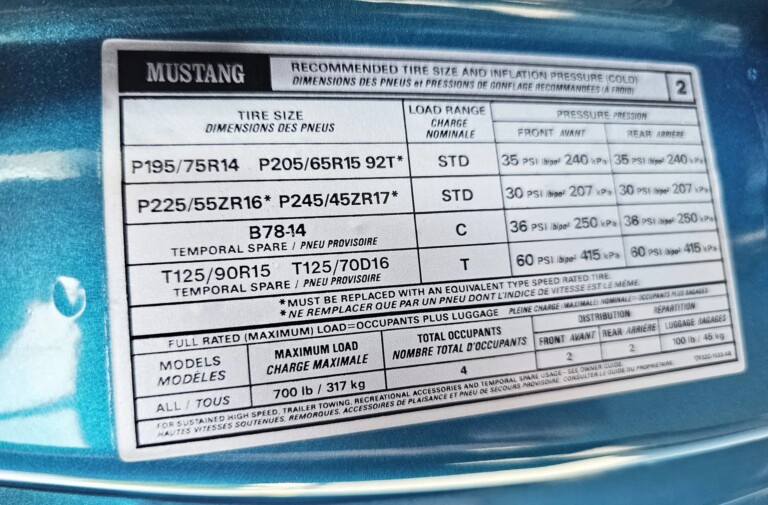 MUSTANG
RECOMMENDED TIRE SIZE AND INFLATION PRESSURE (COLD)
DIMENSIONS DES PNEUS et PRESSIONS DE GONFLAGE RECOMMANDÉES (À FROID)
2
TIRE SIZE
DIMENSIONS DES PNEUS
LOAD RANGE
CHARGE
NOMINALE
PRESSURE PRESSION
FRONT AVANT
REAR ARRIÈRE
P195/75R14 P205/65R15 92T* STD 35 PSI lbipo² 240 kPa 35 PSI lbipo² 240 kPa
P225/55ZR16* P245/45ZR17* STD 30 PSI lbipo² 207 kPa 30 PSI lbipo² 207 kPa
B78-14
TEMPORAL SPARE / PNEU PROVISOIRE
C 36 PSI lbipo² 250 kPa 36 PSI lbipo² 250 kPa
T125/90R15 T125/70D16
TEMPORAL SPARE / PNEU PROVISOIRE
T 60 PSI lbipo² 415 kPa 60 PSI lbipo² 415 kPa
*MUST BE REPLACED WITH AN EQUIVALENT TYPE SPEED RATED TIRE.
*NE REMPLACER QUE PAR UN PNEU DONT L'INDICE DE VITESSE EST LE MÊME.
FULL RATED (MAXIMUM) LOAD=OCCUPANTS PLUS LUGGAGE PLEINE CHARGE (MAXIMALE) NOMINALE=OCCUPANTS PLUS BAGAGES
MODELS
MODÈLES
MAXIMUM LOAD
CHARGE MAXIMALE
TOTAL OCCUPANTS
NOMBRE TOTAL D'OCCUPANTS
DISTRIBUTION RÉPARTITION
FRONT AVANT
REAR ARRIÈRE
LUGGAGE BAGAGES
ALL / TOUS 700 lb / 317 kg 4 2 2 100 lb / 45 kg
FOR SUSTAINED HIGH SPEED, TRAILER TOWING, RECREATIONAL ACCESSORIES AND TEMPORAL SPARE USAGE - SEE OWNER GUIDE.
HAUTES VITESSES SOUTENUES, REMORQUES, ACCESSOIRES DE PLAISANCE ET PNEU DE SECOURS PROVISOIRE: CONSULTER LE GUIDE DU PROPRIÉTAIRE.